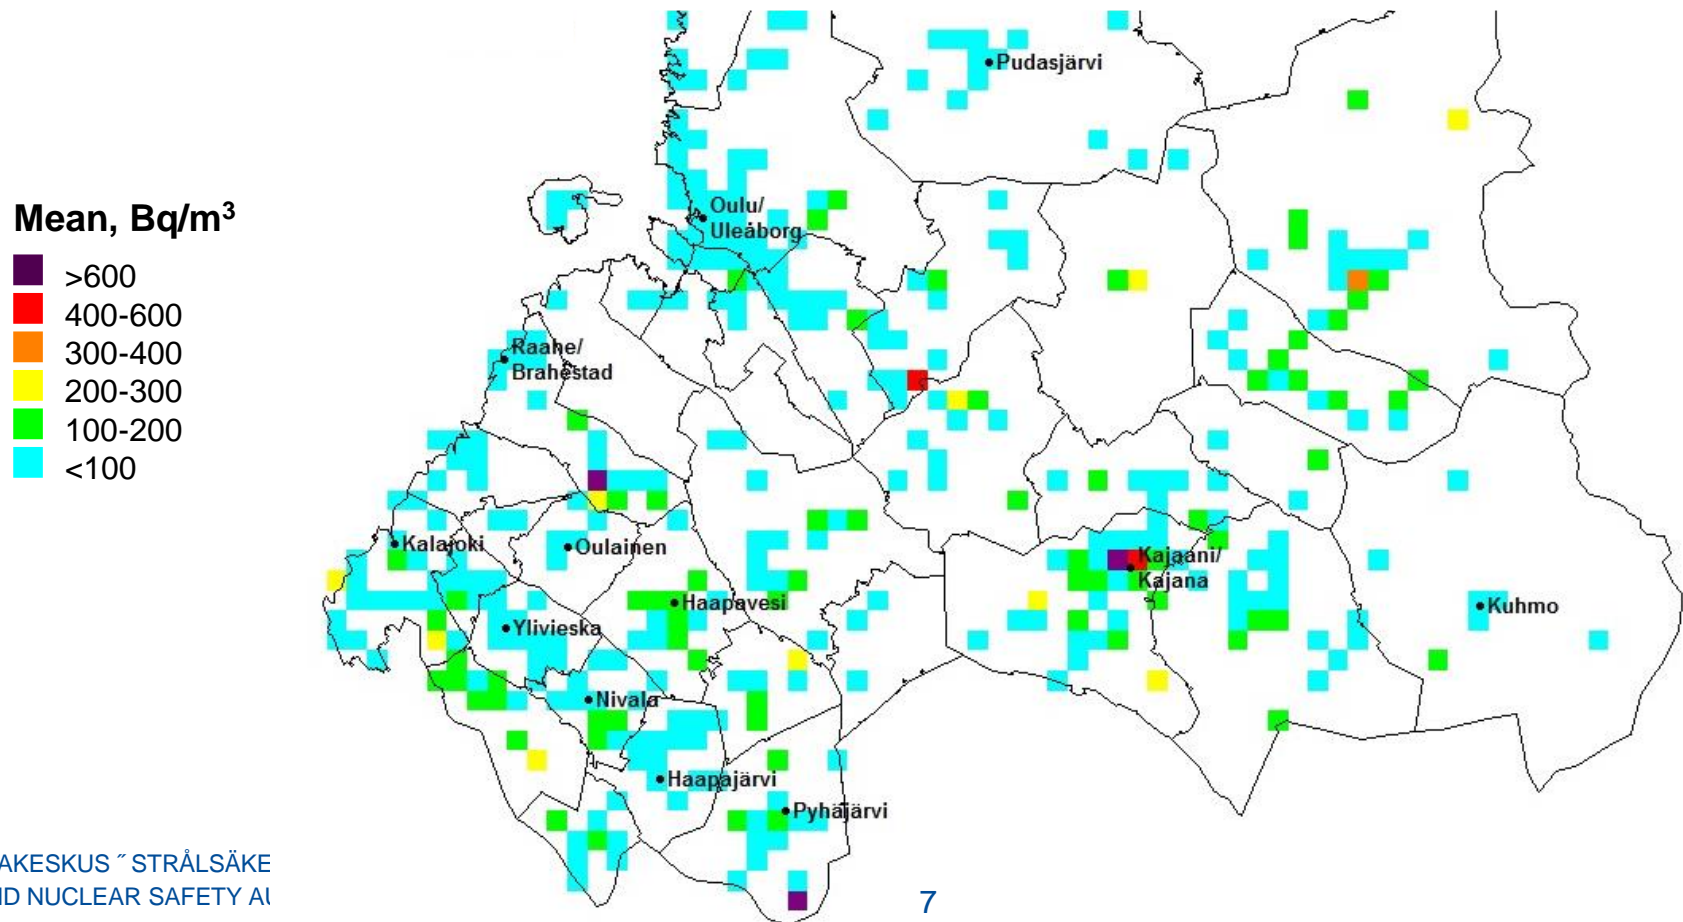 Pudasjärvi
Mean, Bq/m³
Oulu/
Uleåborg
>600
400-600
300-400
200-300
100-200
<100
Raahe/
Brahestad
Kalajoki
Oulainen
Kajaani/
Kajana
Haapavesi
Kuhmo
Ylivieska
Nivala
Haapajärvi
Pyhäjärvi
AKESKUS ˝ STRÅLSÄKE
ND NUCLEAR SAFETY AU
7